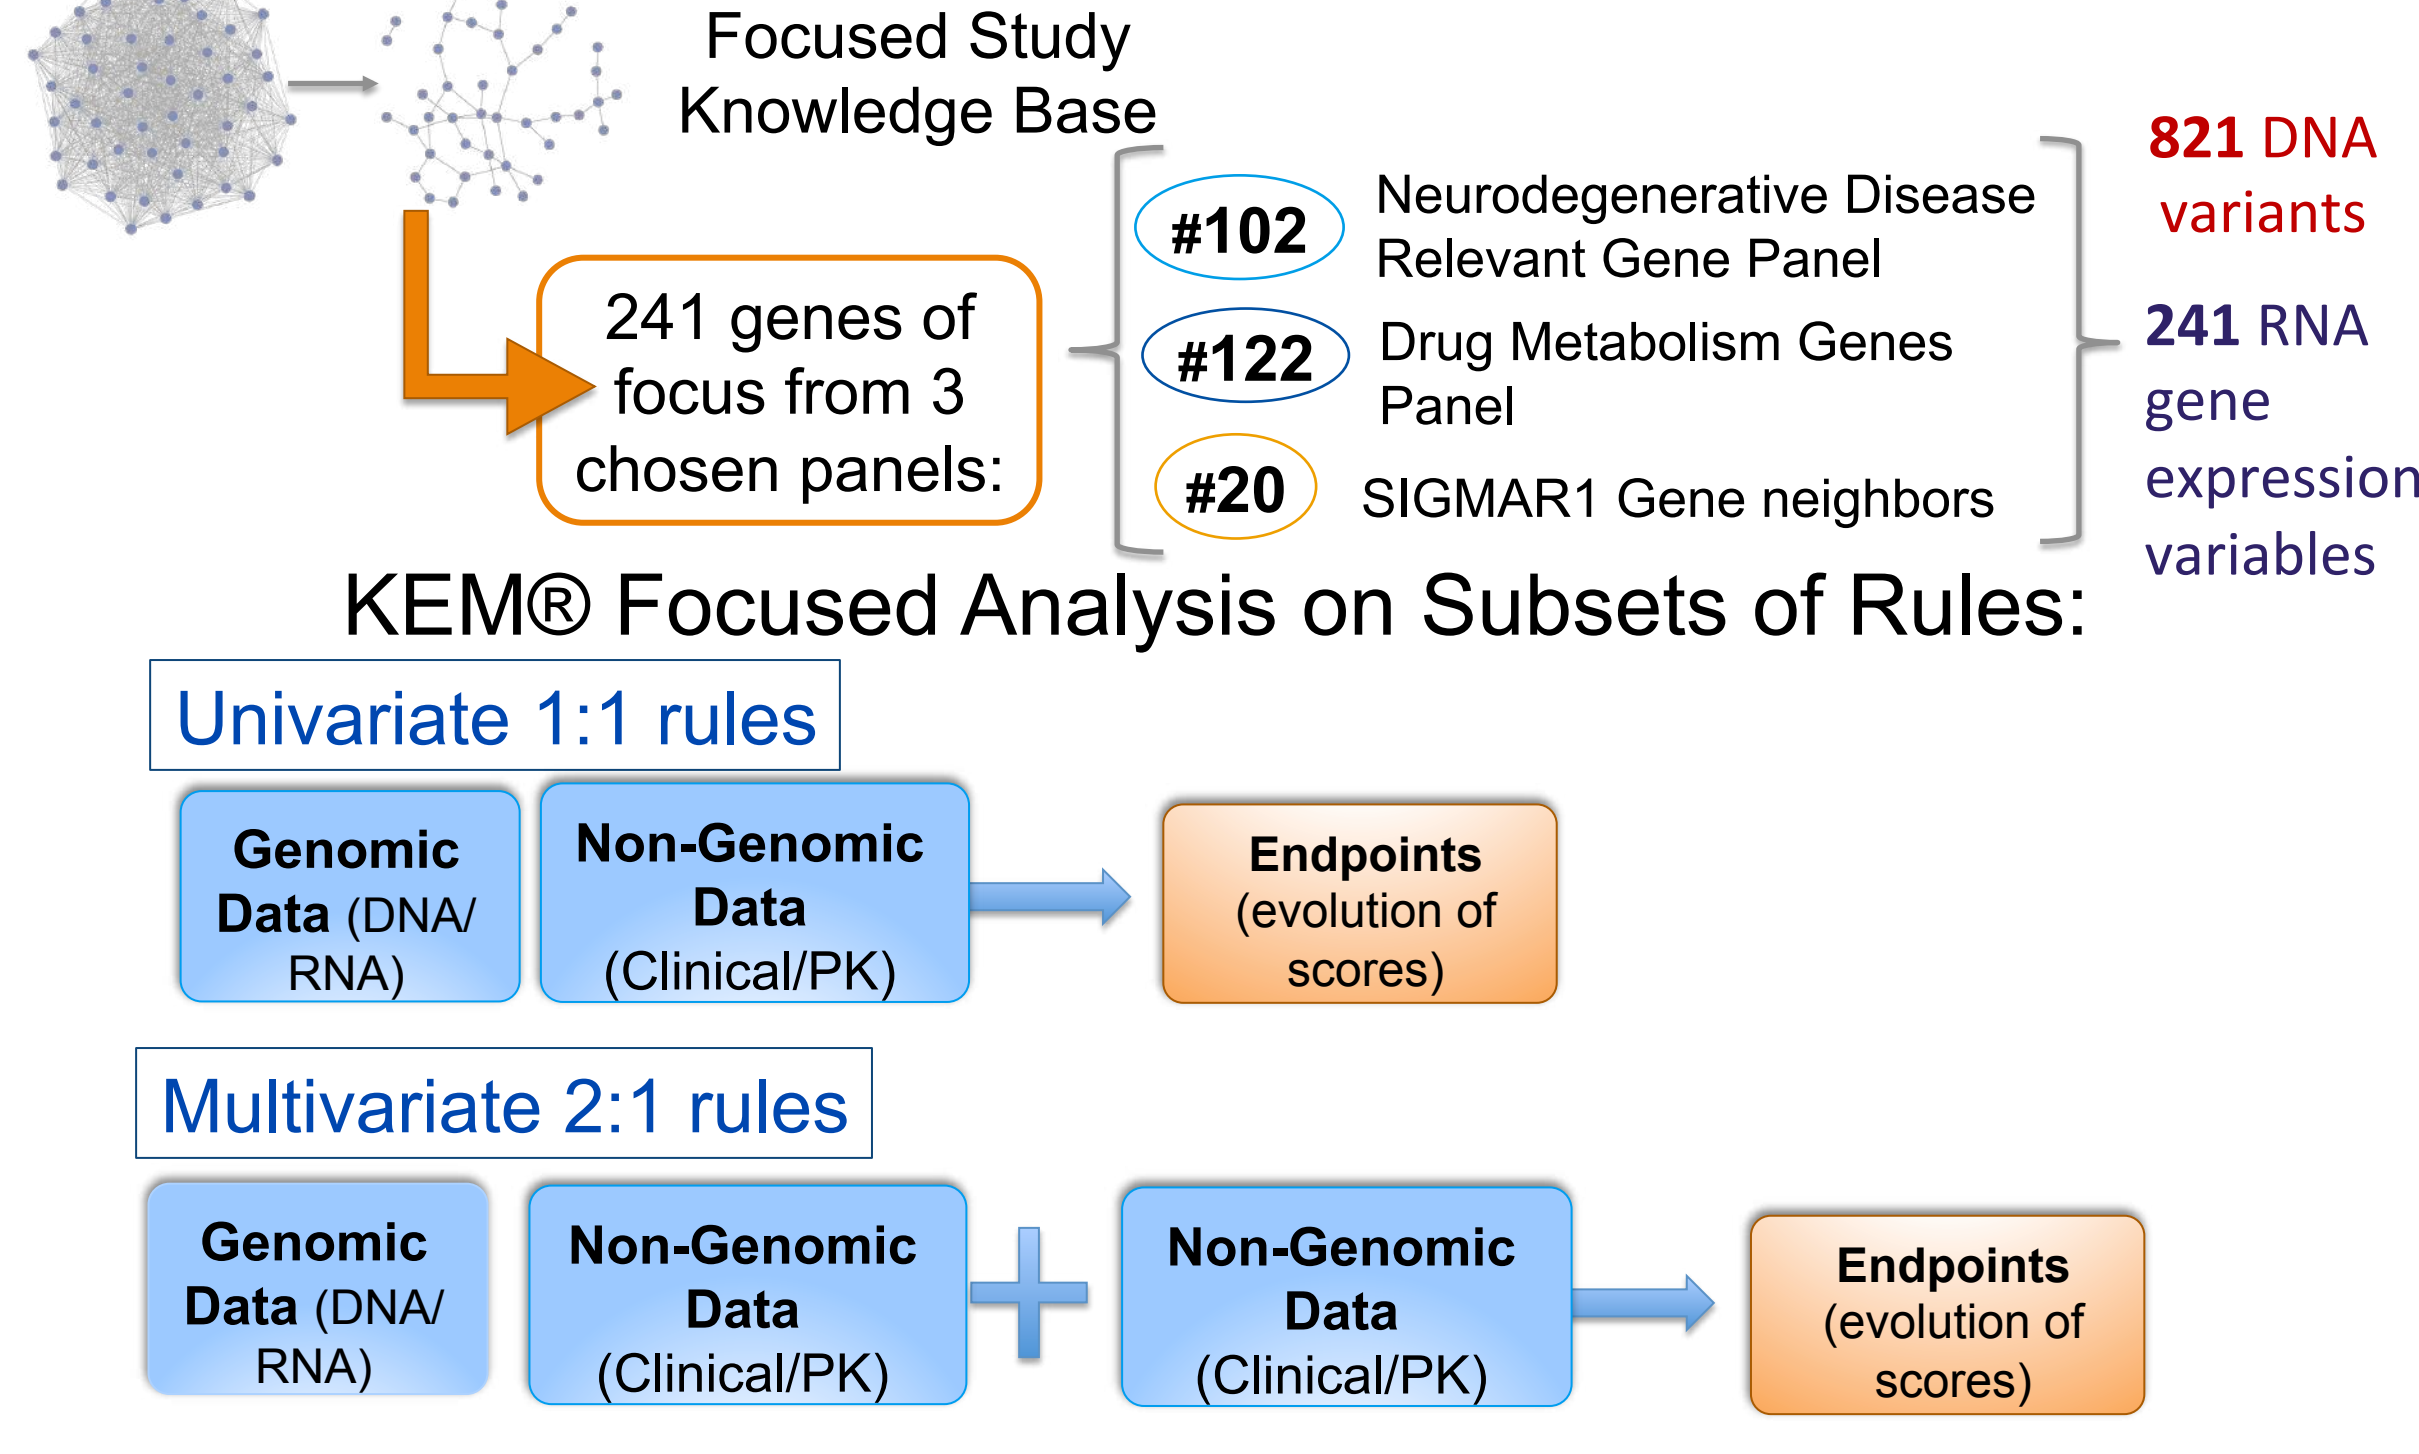 Focused Study
Knowledge Base
241 genes of
focus from 3
chosen panels:
#102
Neurodegenerative Disease
Relevant Gene Panel
#122
Drug Metabolism Genes
Panel
#20
SIGMAR1 Gene neighbors
821 DNA
variants
241 RNA
gene
expression
variables
KEM® Focused Analysis on Subsets of Rules:
Univariate 1:1 rules
Genomic
Data (DNA/
RNA)
Non-Genomic
Data
(Clinical/PK)
Endpoints
(evolution of
scores)
Multivariate 2:1 rules
Genomic
Data (DNA/
RNA)
Non-Genomic
Data
(Clinical/PK)
Non-Genomic
Data
(Clinical/PK)
Endpoints
(evolution of
scores)